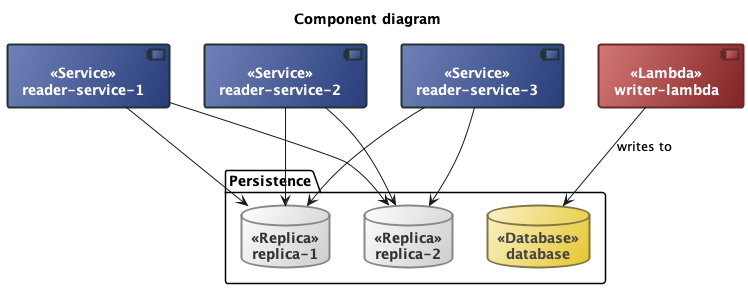 Component diagram
«Service»
reader-service-1
«Service»
reader-service-2
«Service»
reader-service-3
«Lambda»
writer-lambda
writes to
Persistence
«Replica»
replica-1
«Replica»
replica-2
«Database»
database